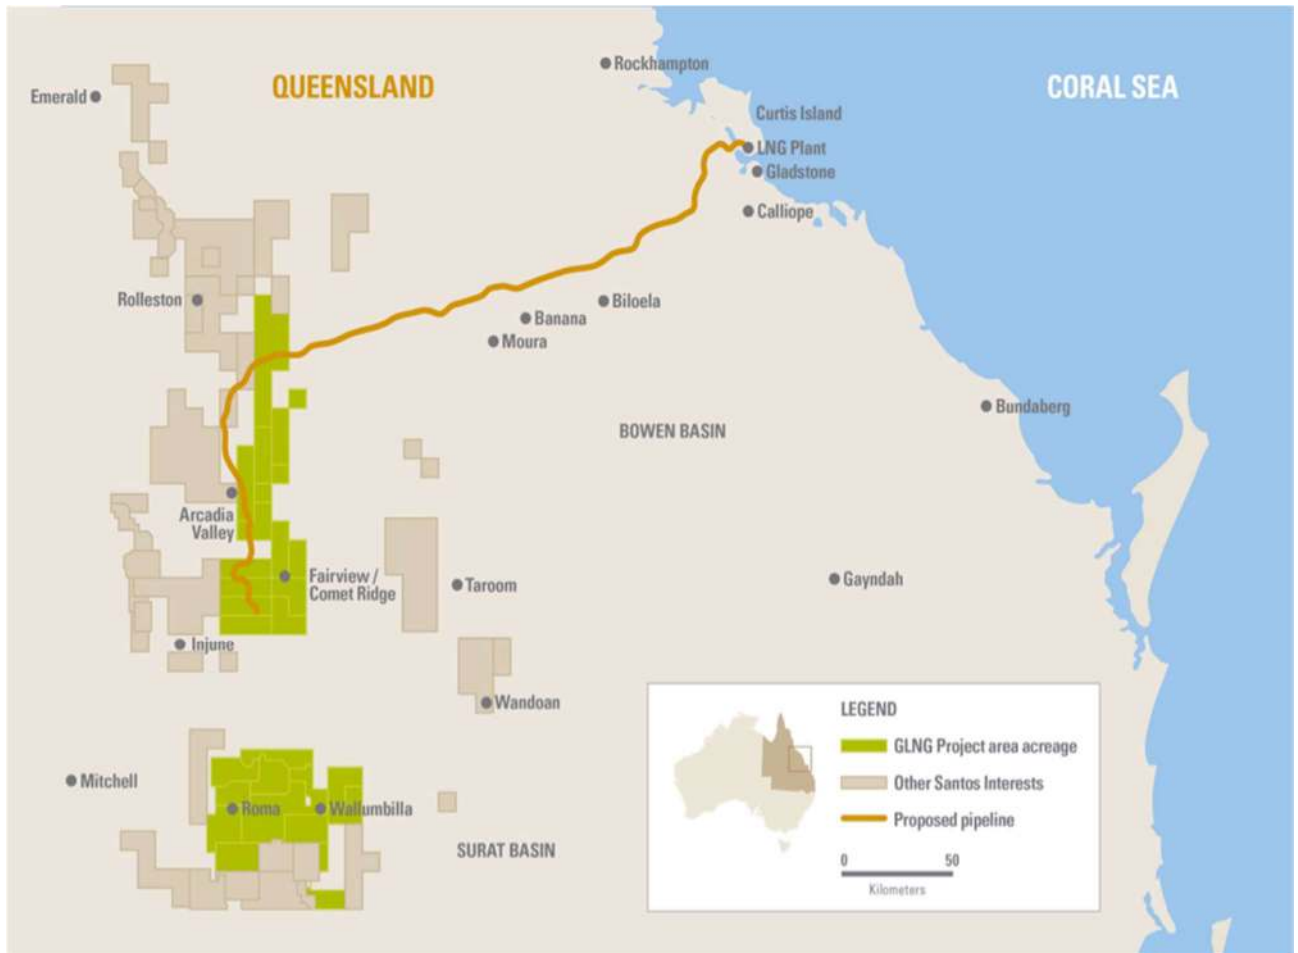 Rockhampton
QUEENSLAND
CORAL SEA
Emerald
Curtis Island
LNG Plant
Gladstone
Calliope
Rolleston
Biloela
Banana
Moura
Bundaberg
BOWEN BASIN
Arcadia
Valley
Fairview /
Comet Ridge
Taroom
Gayndah
Injune
Wandoan
Mitchell
Roma
Wallumbilla
SURAT BASIN
LEGEND
GLNG Project area acreage
Other Santos Interests
Proposed pipeline
0 50
Kilometers